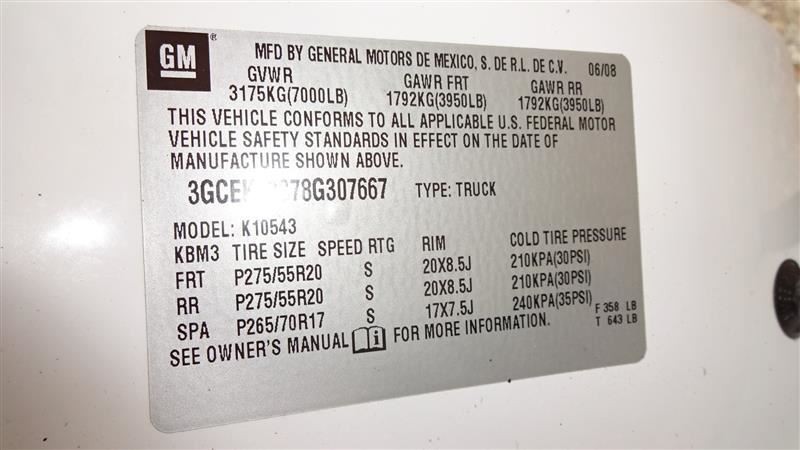 GM ®
MFD BY GENERAL MOTORS DE MEXICO, S. DE R.L. DE C.V. 06/08
GVWR GAWR FRT GAWR RR
3175KG(7000LB) 1792KG(3950LB) 1792KG(3950LB)
THIS VEHICLE CONFORMS TO ALL APPLICABLE U.S. FEDERAL MOTOR
VEHICLE SAFETY STANDARDS IN EFFECT ON THE DATE OF
MANUFACTURE SHOWN ABOVE.
TYPE: TRUCK
MODEL: K10543
KBM3 TIRE SIZE SPEED RTG RIM COLD TIRE PRESSURE
FRT P275/55R20 S 20X8.5J 210KPA(30PSI)
RR P275/55R20 S 20X8.5J 210KPA(30PSI)
SPA P265/70R17 S 17X7.5J 240KPA(35PSI)
F 358 LB
T 643 LB
SEE OWNER'S MANUAL i FOR MORE INFORMATION.